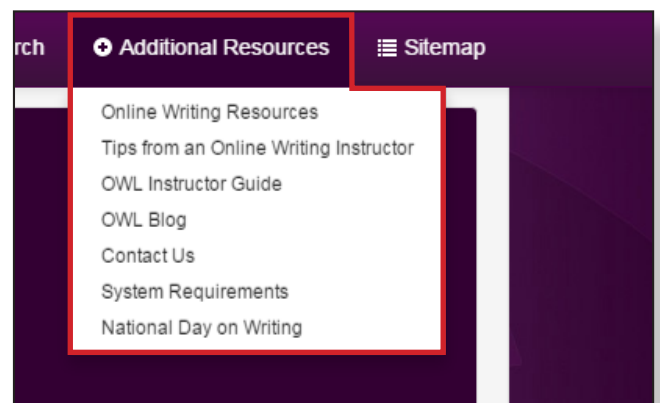 rch Additional Resources Sitemap
Online Writing Resources
Tips from an Online Writing Instructor
OWL Instructor Guide
OWL Blog
Contact Us
System Requirements
National Day on Writing